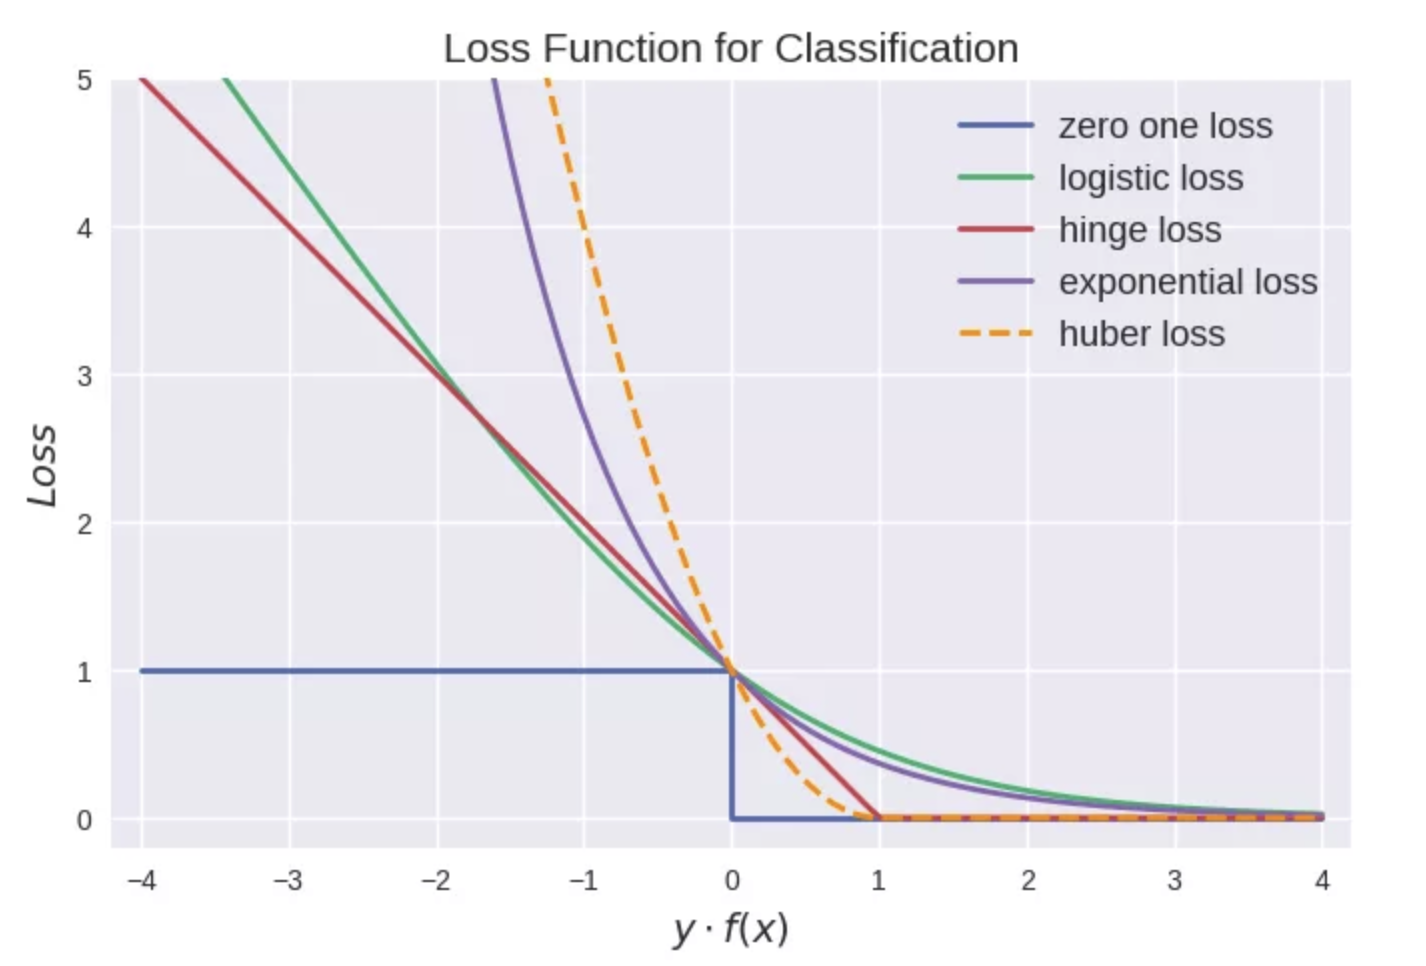 Loss Function for Classification
5
4
3
2
1
0
Loss
zero one loss
logistic loss
hinge loss
exponential loss
huber loss
−4 −3 −2 −1 0 1 2 3 4
y · f(x)